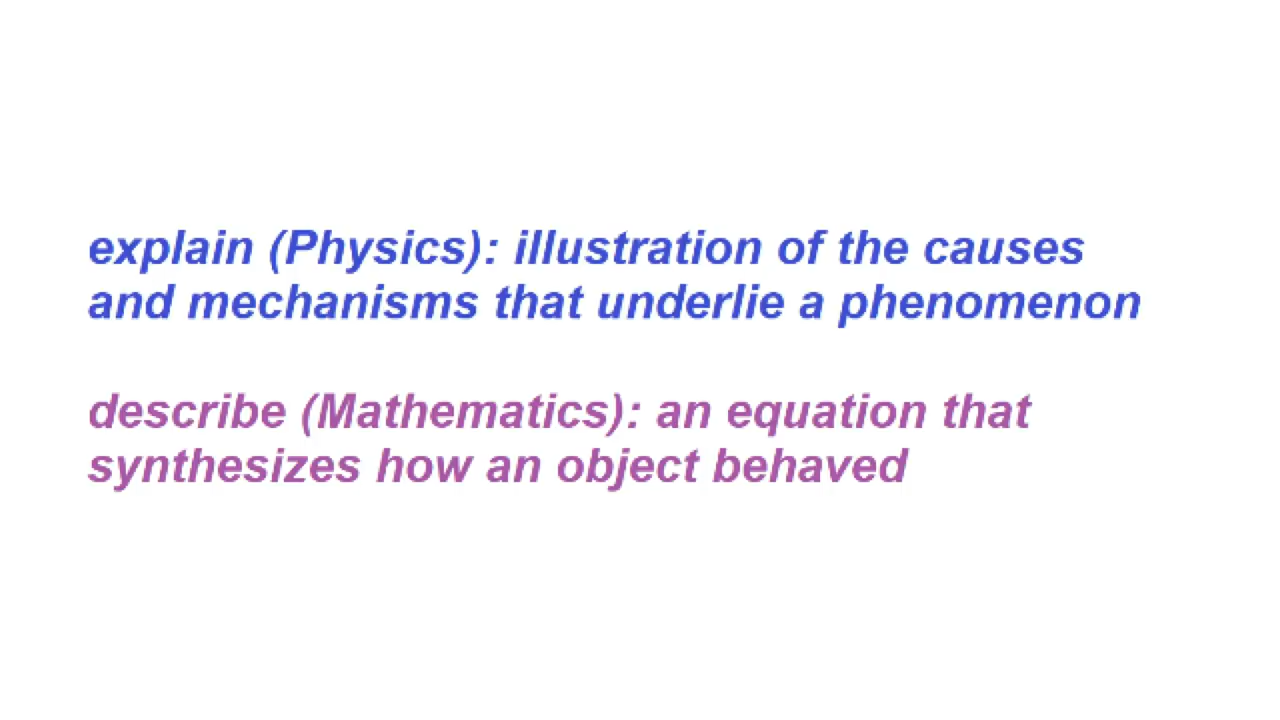 explain (Physics): illustration of the causes
and mechanisms that underlie a phenomenon
describe (Mathematics): an equation that
synthesizes how an object behaved